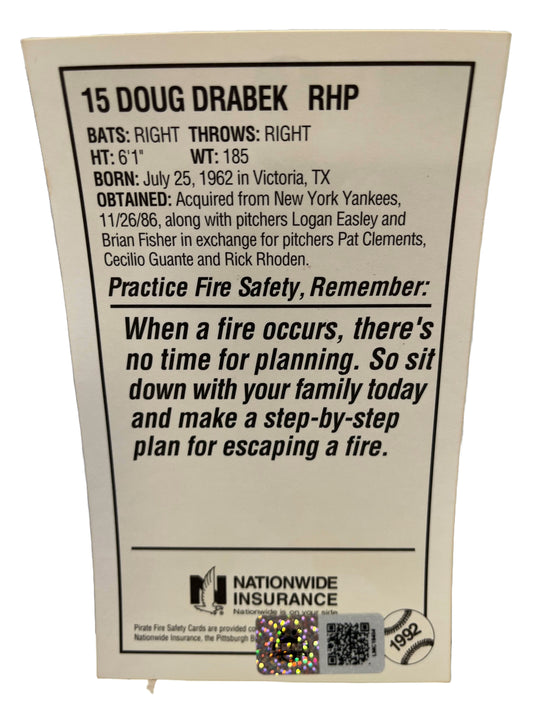 15 DOUG DRABEK RHP
BATS: RIGHT THROWS: RIGHT
HT: 6'1" WT: 185
BORN: July 25, 1962 in Victoria, TX
OBTAINED: Acquired from New York Yankees,
11/26/86, along with pitchers Logan Easley and
Brian Fisher in exchange for pitchers Pat Clements,
Cecilio Guante and Rick Rhoden.
Practice Fire Safety, Remember:
When a fire occurs, there's
no time for planning. So sit
down with your family today
and make a step-by-step
plan for escaping a fire.
NATIONWIDE
INSURANCE
Nationwide is on your side
Pirate Fire Safety Cards are provided
Nationwide Insurance, the Pittsburgh
1992